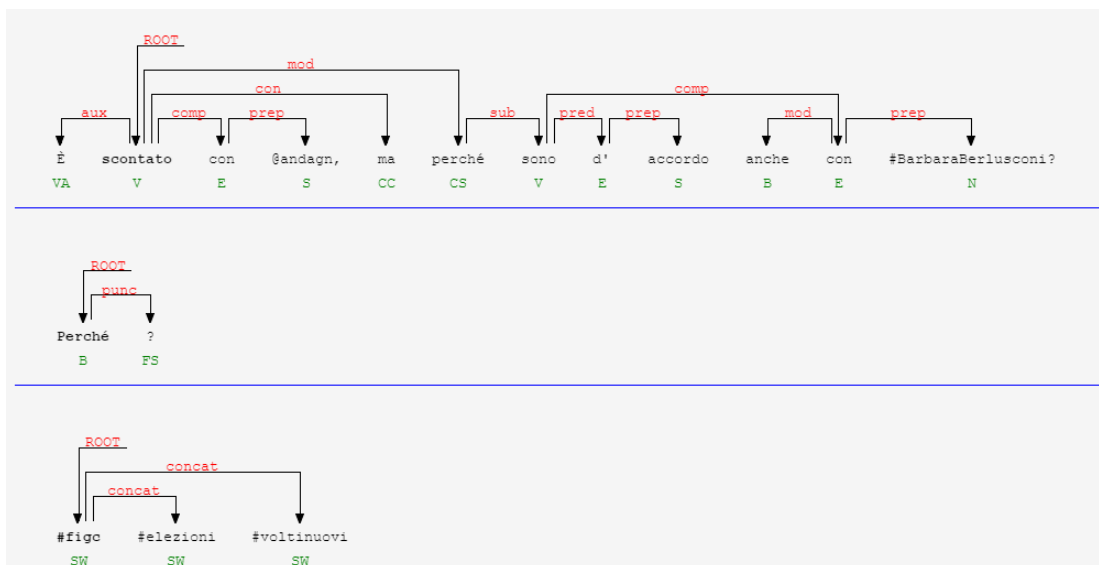 ROOT
mod
con
comp
aux comp prep sub pred prep mod prep
È scontato con @andagn, ma perché sono d' accordo anche con #BarbaraBerlusconi?
VA V E S CC CS V E S B E N
ROOT
punc
Perché ?
B FS
ROOT
concat
concat
#figc #elezioni #voltinuovi
SW SW SW